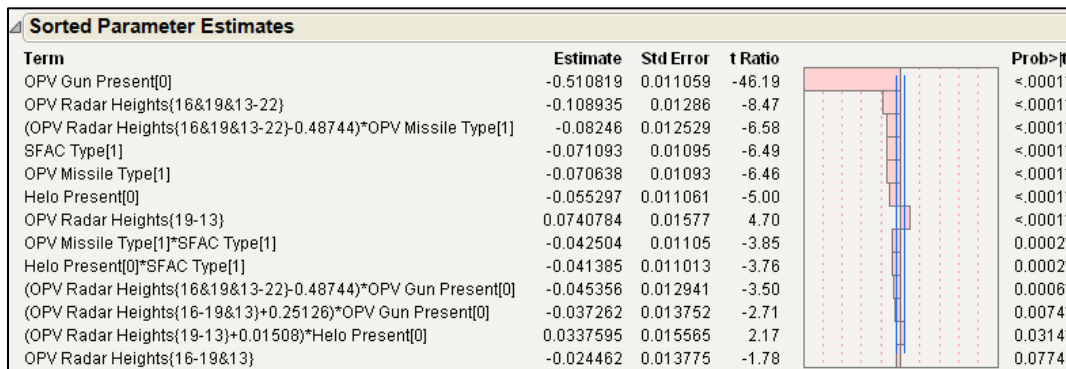 Sorted Parameter Estimates
Term Estimate Std Error t Ratio Prob>|t
OPV Gun Present[0] -0.510819 0.011059 -46.19 <.0001*
OPV Radar Heights{16&19&13-22} -0.108935 0.01286 -8.47 <.0001*
(OPV Radar Heights{16&19&13-22}-0.48744)*OPV Missile Type[1] -0.08246 0.012529 -6.58 <.0001*
SFAC Type[1] -0.071093 0.01095 -6.49 <.0001*
OPV Missile Type[1] -0.070638 0.01093 -6.46 <.0001*
Helo Present[0] -0.055297 0.011061 -5.00 <.0001*
OPV Radar Heights{19-13} 0.0740784 0.01577 4.70 <.0001*
OPV Missile Type[1]*SFAC Type[1] -0.042504 0.01105 -3.85 0.0002*
Helo Present[0]*SFAC Type[1] -0.041385 0.011013 -3.76 0.0002*
(OPV Radar Heights{16&19&13-22}-0.48744)*OPV Gun Present[0] -0.045356 0.012941 -3.50 0.0006*
(OPV Radar Heights{16-19&13}+0.25126)*OPV Gun Present[0] -0.037262 0.013752 -2.71 0.0074*
(OPV Radar Heights{19-13}+0.01508)*Helo Present[0] 0.0337595 0.015565 2.17 0.0314*
OPV Radar Heights{16-19&13} -0.024462 0.013775 -1.78 0.0774